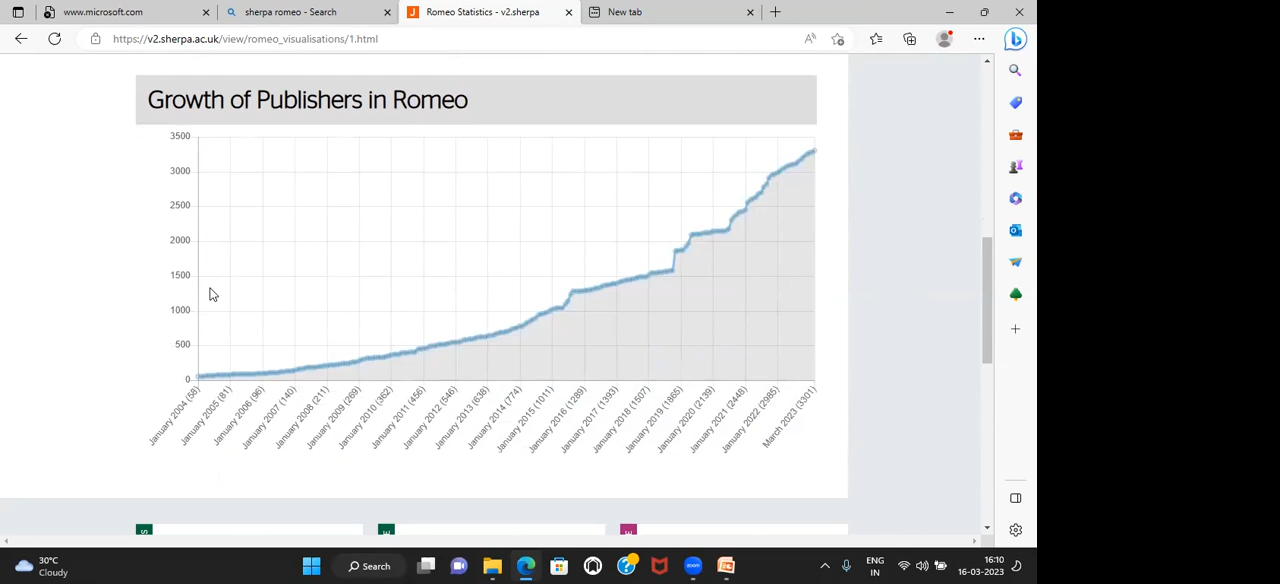 www.microsoft.com
sherpa romeo - Search
Romeo Statistics - v2.sherpa
New tab
https://v2.sherpa.ac.uk/view/romeo_visualisations/1.html
Growth of Publishers in Romeo
3500
3000
2500
2000
1500
1000
500
0
January 2004 (58)
January 2005 (81)
January 2006 (96)
January 2007 (140)
January 2008 (211)
January 2009 (269)
January 2010 (362)
January 2011 (456)
January 2012 (546)
January 2013 (638)
January 2014 (774)
January 2015 (1011)
January 2016 (1289)
January 2017 (1393)
January 2018 (1507)
January 2019 (1865)
January 2020 (2139)
January 2021 (2448)
January 2022 (2985)
March 2023 (3301)
30°C
Cloudy
Search
zoom
ENG
IN
16:10
16-03-2023